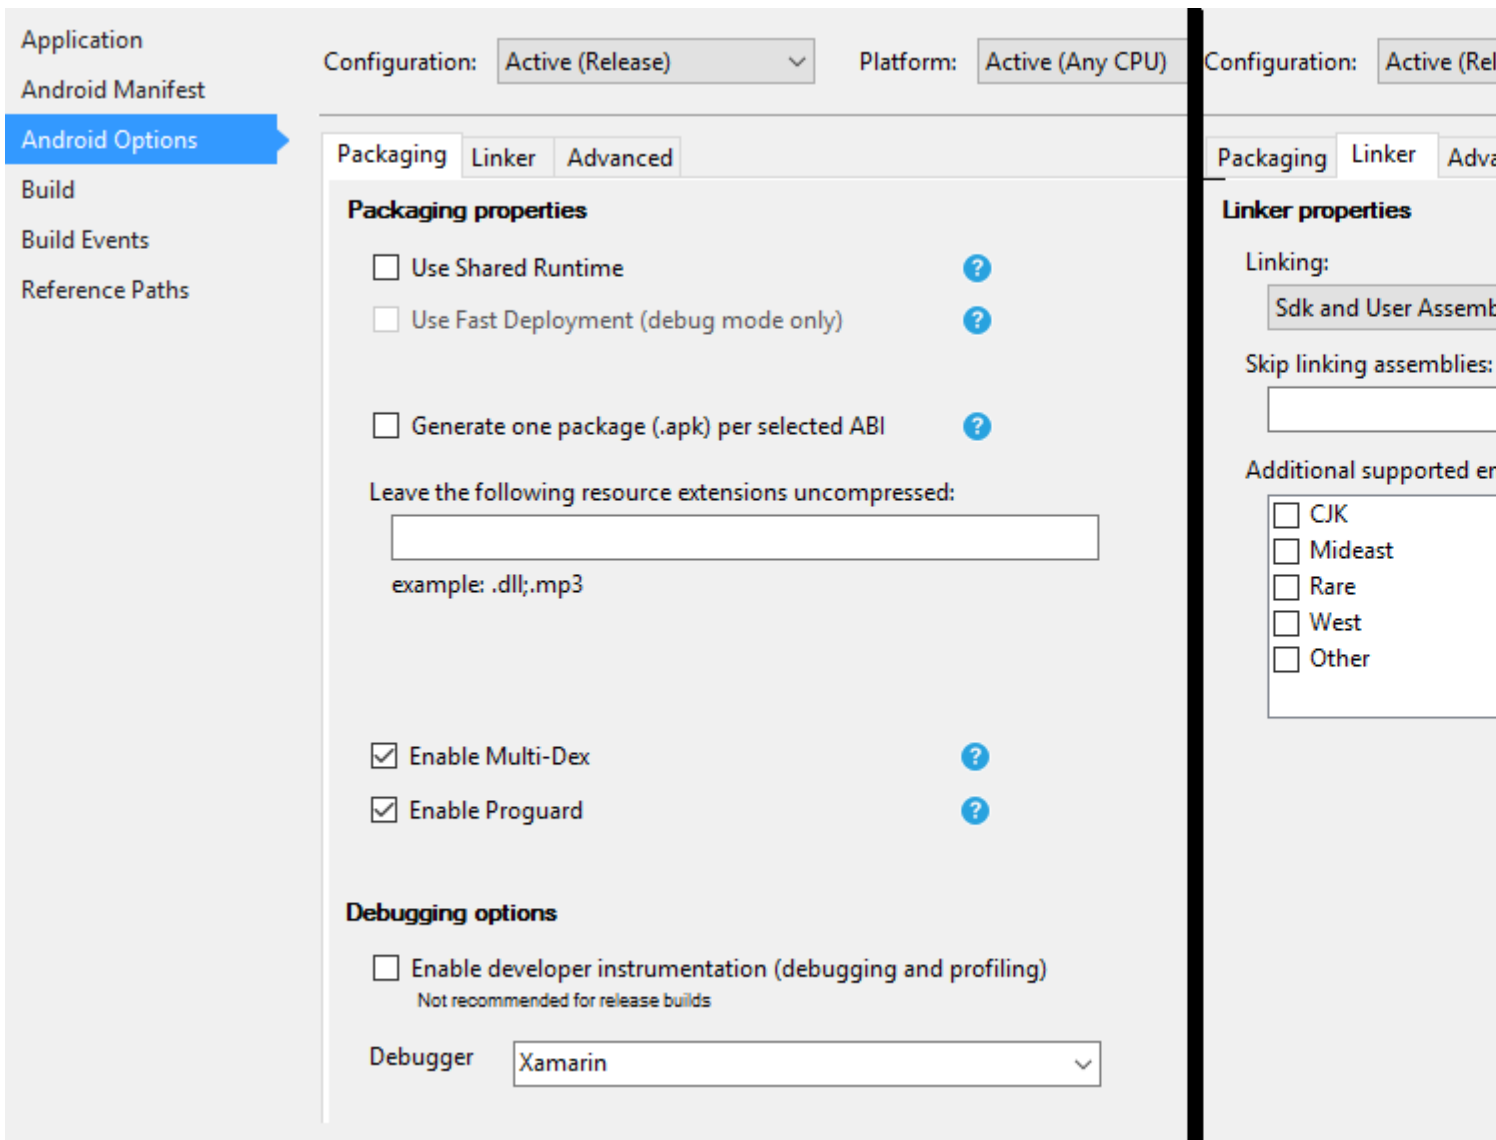 Application
Android Manifest
Android Options
Build
Build Events
Reference Paths
Configuration: Active (Release) Platform: Active (Any CPU)
Packaging Linker Advanced
Packaging properties
Use Shared Runtime ?
Use Fast Deployment (debug mode only) ?
Generate one package (.apk) per selected ABI ?
Leave the following resource extensions uncompressed:
example: .dll;.mp3
Enable Multi-Dex ?
Enable Proguard ?
Debugging options
Enable developer instrumentation (debugging and profiling)
Not recommended for release builds
Debugger Xamarin
Configuration: Active (Rel
Packaging Linker Adva
Linker properties
Linking:
Sdk and User Assemb
Skip linking assemblies:
Additional supported en
CJK
Mideast
Rare
West
Other